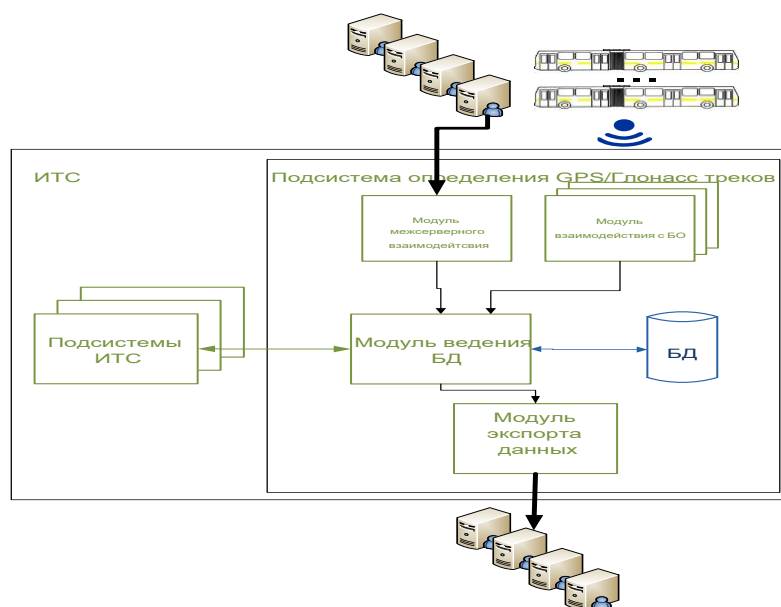 ИТС
Подсистема определения GPS/Глонасс треков
Модуль
межсерверного
взаимодейтсвия
Модуль
взаимодействия с БО
Подсистемы
ИТС
Модуль ведения
БД
БД
Модуль
экспорта
данных